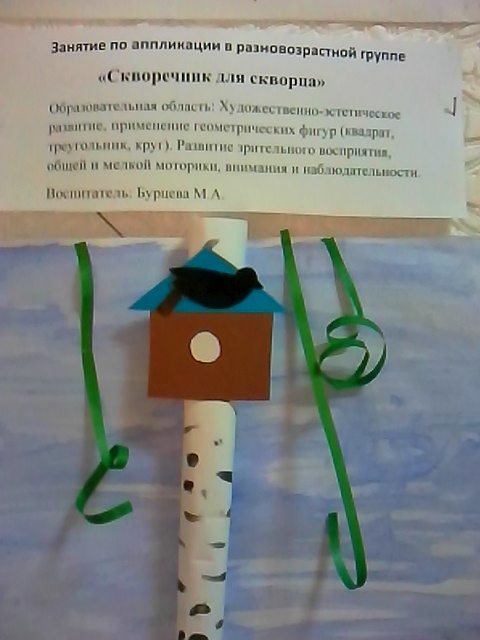 Занятие по аппликации в разновозрастной группе
«Скворечник для скворца»
Образовательная область: Художественно-эстетическое
развитие, применение геометрических фигур (квадрат,
треугольник, круг). Развитие зрительного восприятия,
общей и мелкой моторики, внимания и наблюдательности.
Воспитатель: Бурцева М.А.